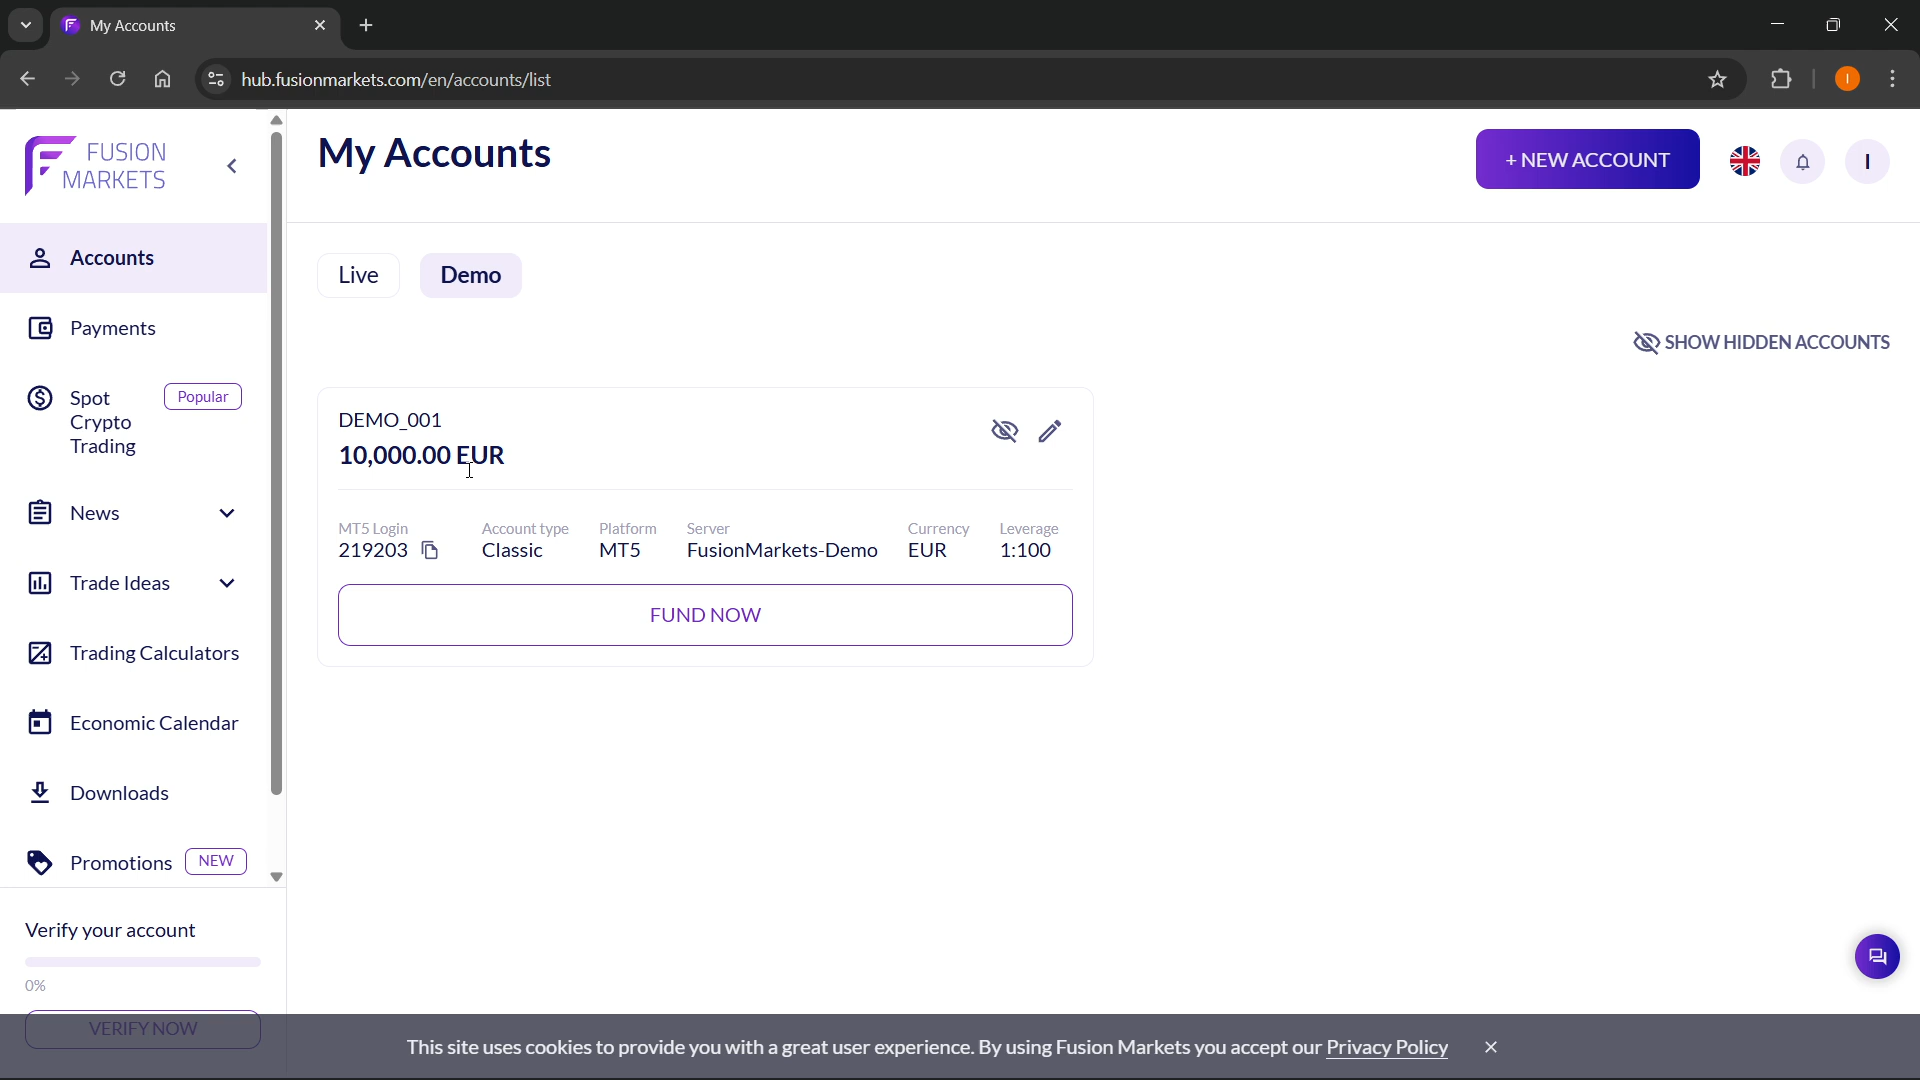 My Accounts
hub.fusionmarkets.com/en/accounts/list
I
FUSION
MARKETS
My Accounts
+ NEW ACCOUNT
I
Accounts
Payments
Spot
Crypto
Trading
Popular
News
Trade Ideas
Trading Calculators
Economic Calendar
Downloads
Promotions
NEW
Verify your account
0%
VERIFY NOW
Live
Demo
SHOW HIDDEN ACCOUNTS
DEMO_001
10,000.00 EUR
MT5 Login
219203
Account type
Classic
Platform
MT5
Server
FusionMarkets-Demo
Currency
EUR
Leverage
1:100
FUND NOW
This site uses cookies to provide you with a great user experience. By using Fusion Markets you accept our Privacy Policy